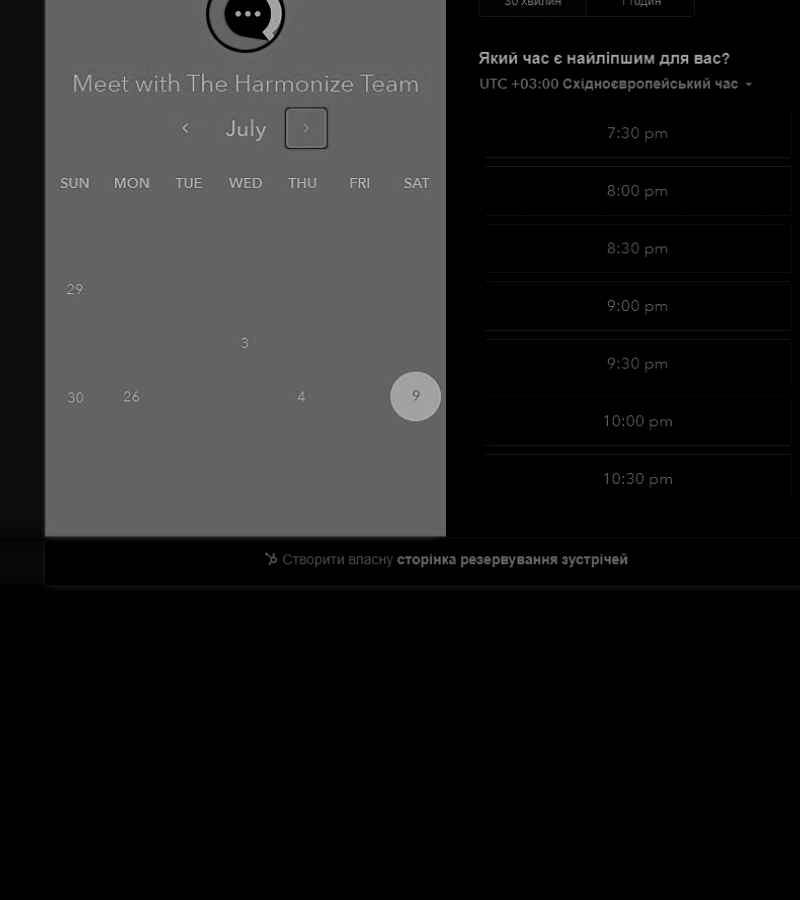 Meet with The Harmonize Team
July
SUN MON TUE WED THU FRI SAT
29
3
30 26 4 9
30 хвилин 1 годин
Який час є найліпшим для вас?
UTC +03:00 Східноєвропейський час
7:30 pm
8:00 pm
8:30 pm
9:00 pm
9:30 pm
10:00 pm
10:30 pm
Створити власну сторінка резервування зустрічей